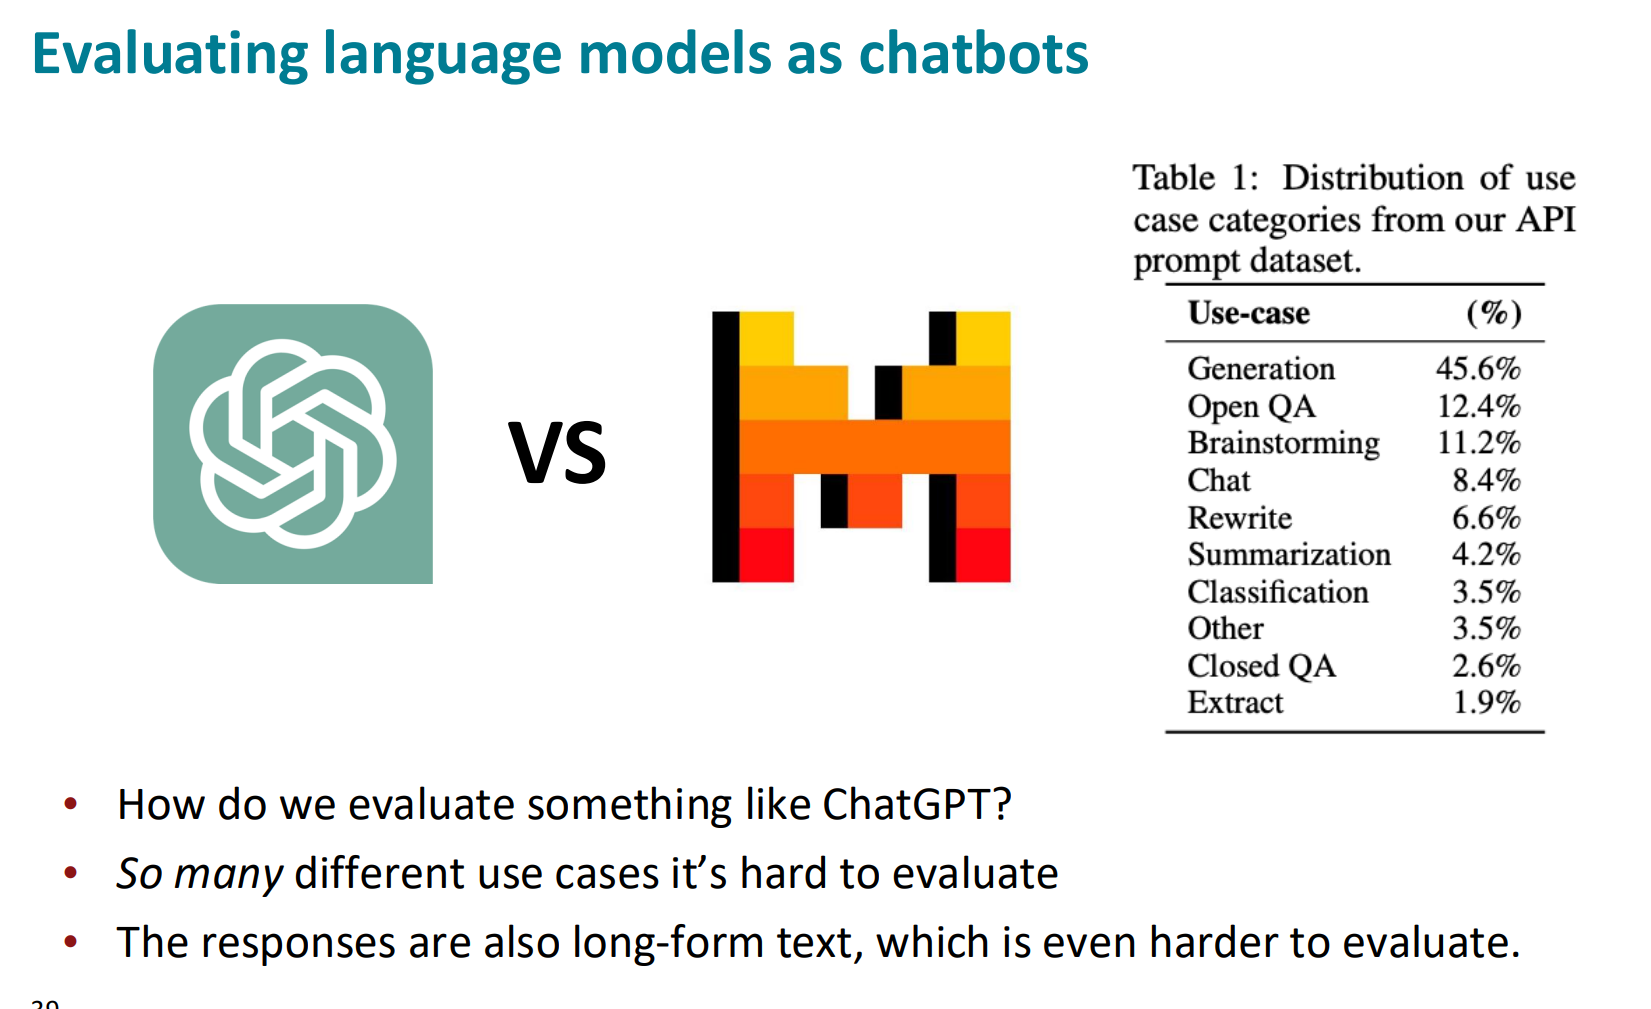 Evaluating language models as chatbots
Table 1: Distribution of use
case categories from our API
prompt dataset.
Use-case (%)
Generation 45.6%
Open QA 12.4%
Brainstorming 11.2%
Chat 8.4%
Rewrite 6.6%
Summarization 4.2%
Classification 3.5%
Other 3.5%
Closed QA 2.6%
Extract 1.9%
VS
• How do we evaluate something like ChatGPT?
• So many different use cases it’s hard to evaluate
• The responses are also long-form text, which is even harder to evaluate.